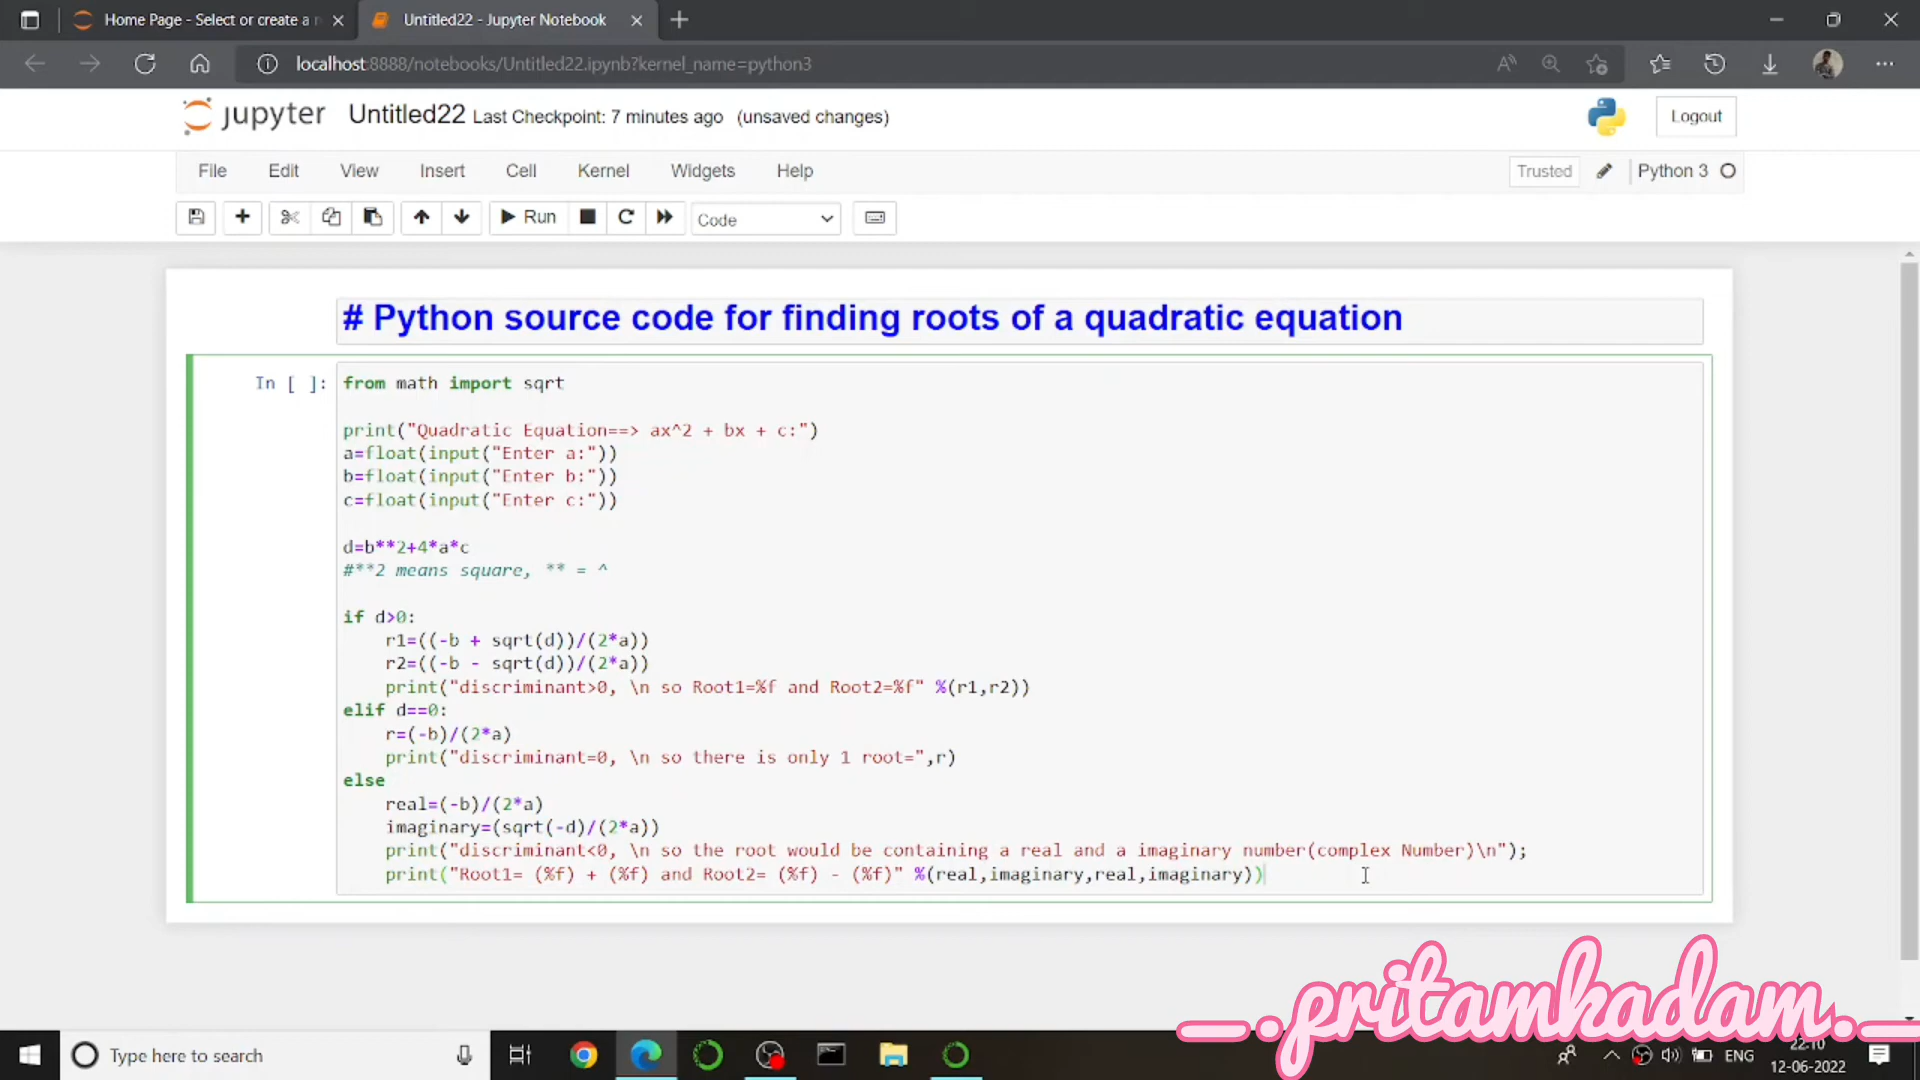 Home Page - Select or create a n
Untitled22 - Jupyter Notebook
localhost:8888/notebooks/Untitled22.ipynb?kernel_name=python3
jupyter Untitled22 Last Checkpoint: 7 minutes ago (unsaved changes)
Logout
File Edit View Insert Cell Kernel Widgets Help
Trusted Python 3
Run Code
# Python source code for finding roots of a quadratic equation
In [ ]: from math import sqrt
print("Quadratic Equation==> ax^2 + bx + c:")
a=float(input("Enter a:"))
b=float(input("Enter b:"))
c=float(input("Enter c:"))
d=b**2+4*a*c
#**2 means square, ** = ^
if d>0:
    r1=((-b + sqrt(d))/(2*a))
    r2=((-b - sqrt(d))/(2*a))
    print("discriminant>0, \n so Root1=%f and Root2=%f" %(r1,r2))
elif d==0:
    r=(-b)/(2*a)
    print("discriminant=0, \n so there is only 1 root=",r)
else
    real=(-b)/(2*a)
    imaginary=(sqrt(-d)/(2*a))
    print("discriminant<0, \n so the root would be containing a real and a imaginary number(complex Number)\n");
    print("Root1= (%f) + (%f) and Root2= (%f) - (%f)" %(real,imaginary,real,imaginary))
_.pritamkadam._
Type here to search
ENG
22:10
12-06-2022